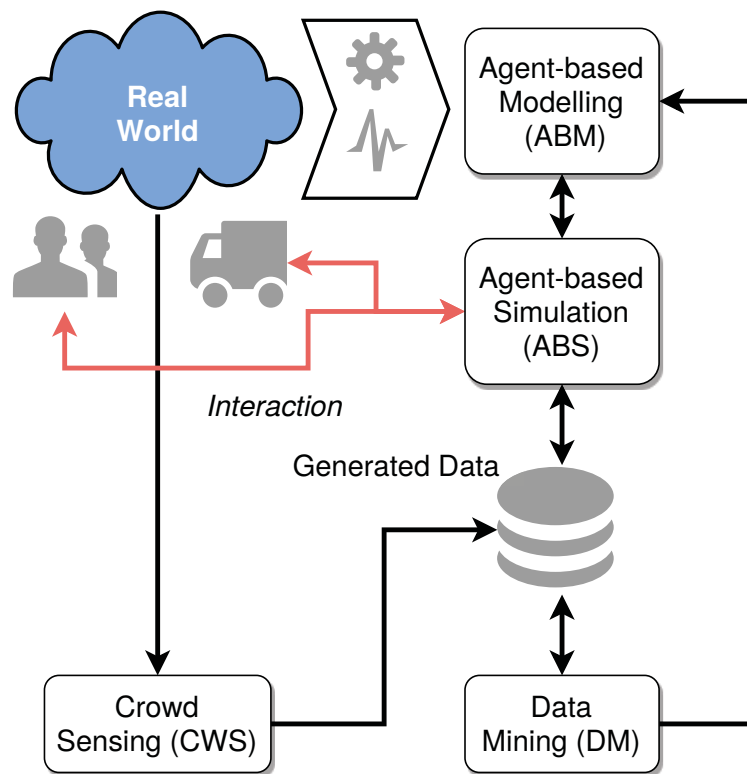 Real
World
Agent-based
Modelling
(ABM)
Agent-based
Simulation
(ABS)
Interaction
Generated Data
Crowd
Sensing (CWS)
Data
Mining (DM)